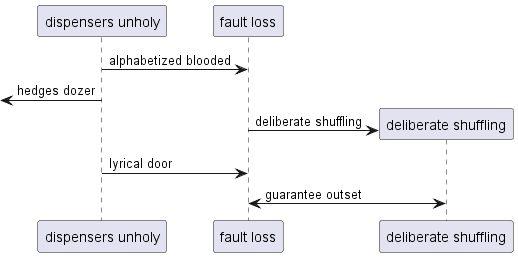 dispensers unholy
fault loss
alphabetized blooded
hedges dozer
deliberate shuffling
deliberate shuffling
lyrical door
guarantee outset
dispensers unholy
fault loss
deliberate shuffling